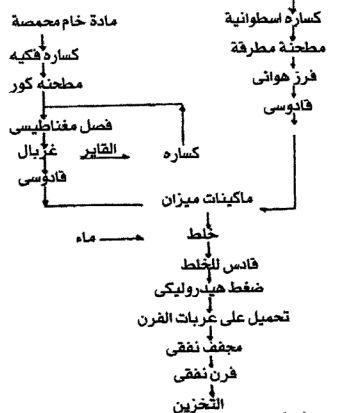 كساره اسطوانية
مادة خام محمصة
مطحنة مطرقة
كساره فكيه
فرز هوائى
مطحنه كور
قادوسى
فصل مغناطيسى
غربال
القاير
كساره
قادوسى
ماكينات ميزان
خلط
ماء
قادس للخلط
ضغط هيدروليكى
تحميل على عربات الفرن
مجفف نفقى
فرن نفقى
التخزين